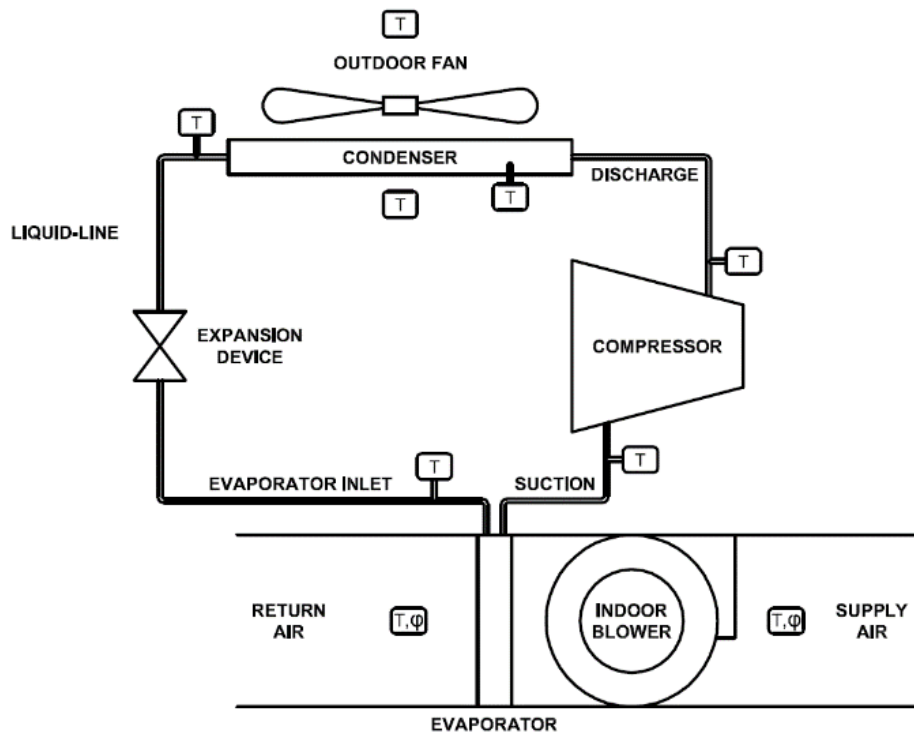 T
OUTDOOR FAN
T
CONDENSER
T
DISCHARGE
T
LIQUID-LINE
T
EXPANSION
DEVICE
COMPRESSOR
T
EVAPORATOR INLET
SUCTION
T
RETURN
AIR
T,φ
INDOOR
BLOWER
T,φ
SUPPLY
AIR
EVAPORATOR